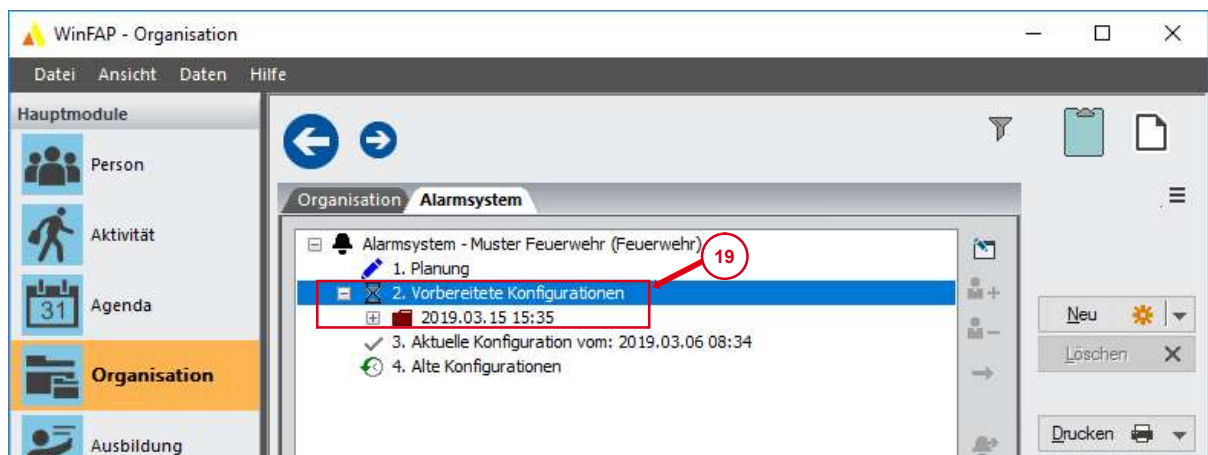 WinFAP - Organisation
Datei Ansicht Daten Hilfe
Hauptmodule
Person
Aktivität
31
Agenda
Organisation
Ausbildung
Organisation Alarmsystem
Alarmsystem - Muster Feuerwehr (Feuerwehr)
19
1. Planung
2. Vorbereitete Konfigurationen
2019.03.15 15:35
3. Aktuelle Konfiguration vom: 2019.03.06 08:34
4. Alte Konfigurationen
Neu
Löschen
Drucken